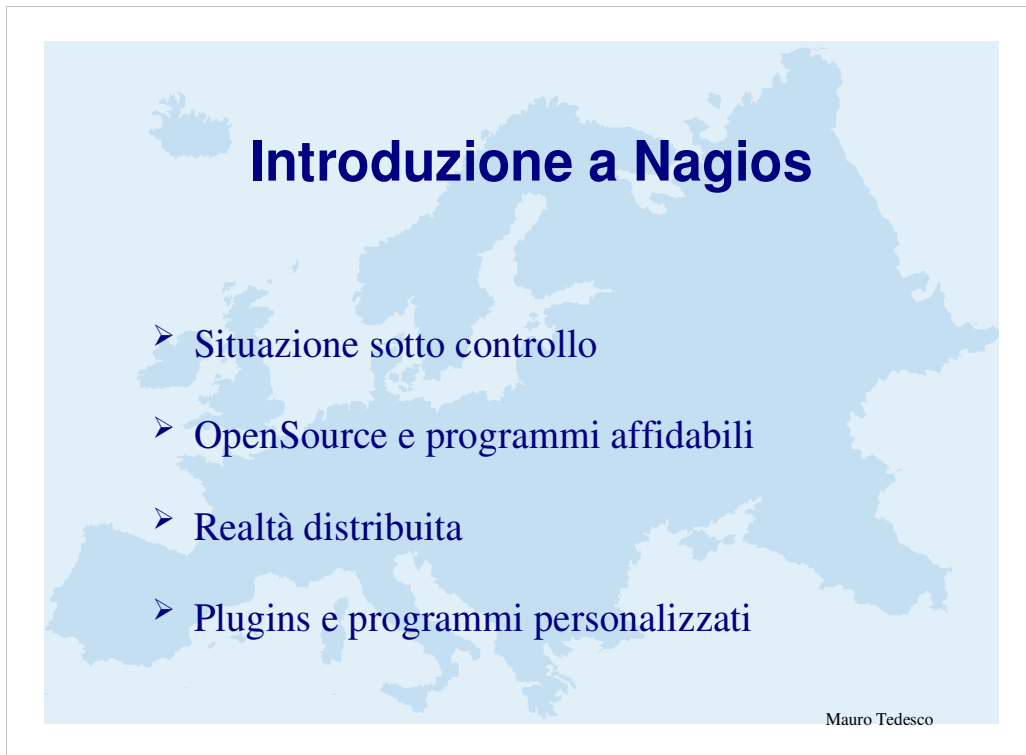 Introduzione a Nagios
➢ Situazione sotto controllo
➢ OpenSource e programmi affidabili
➢ Realtà distribuita
➢ Plugins e programmi personalizzati
Mauro Tedesco